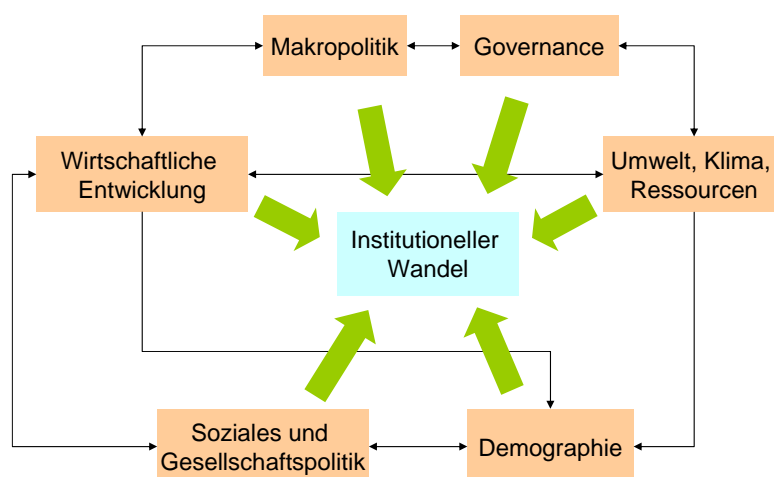 Makropolitik
Governance
Wirtschaftliche
Entwicklung
Umwelt, Klima,
Ressourcen
Institutioneller
Wandel
Soziales und
Gesellschaftspolitik
Demographie